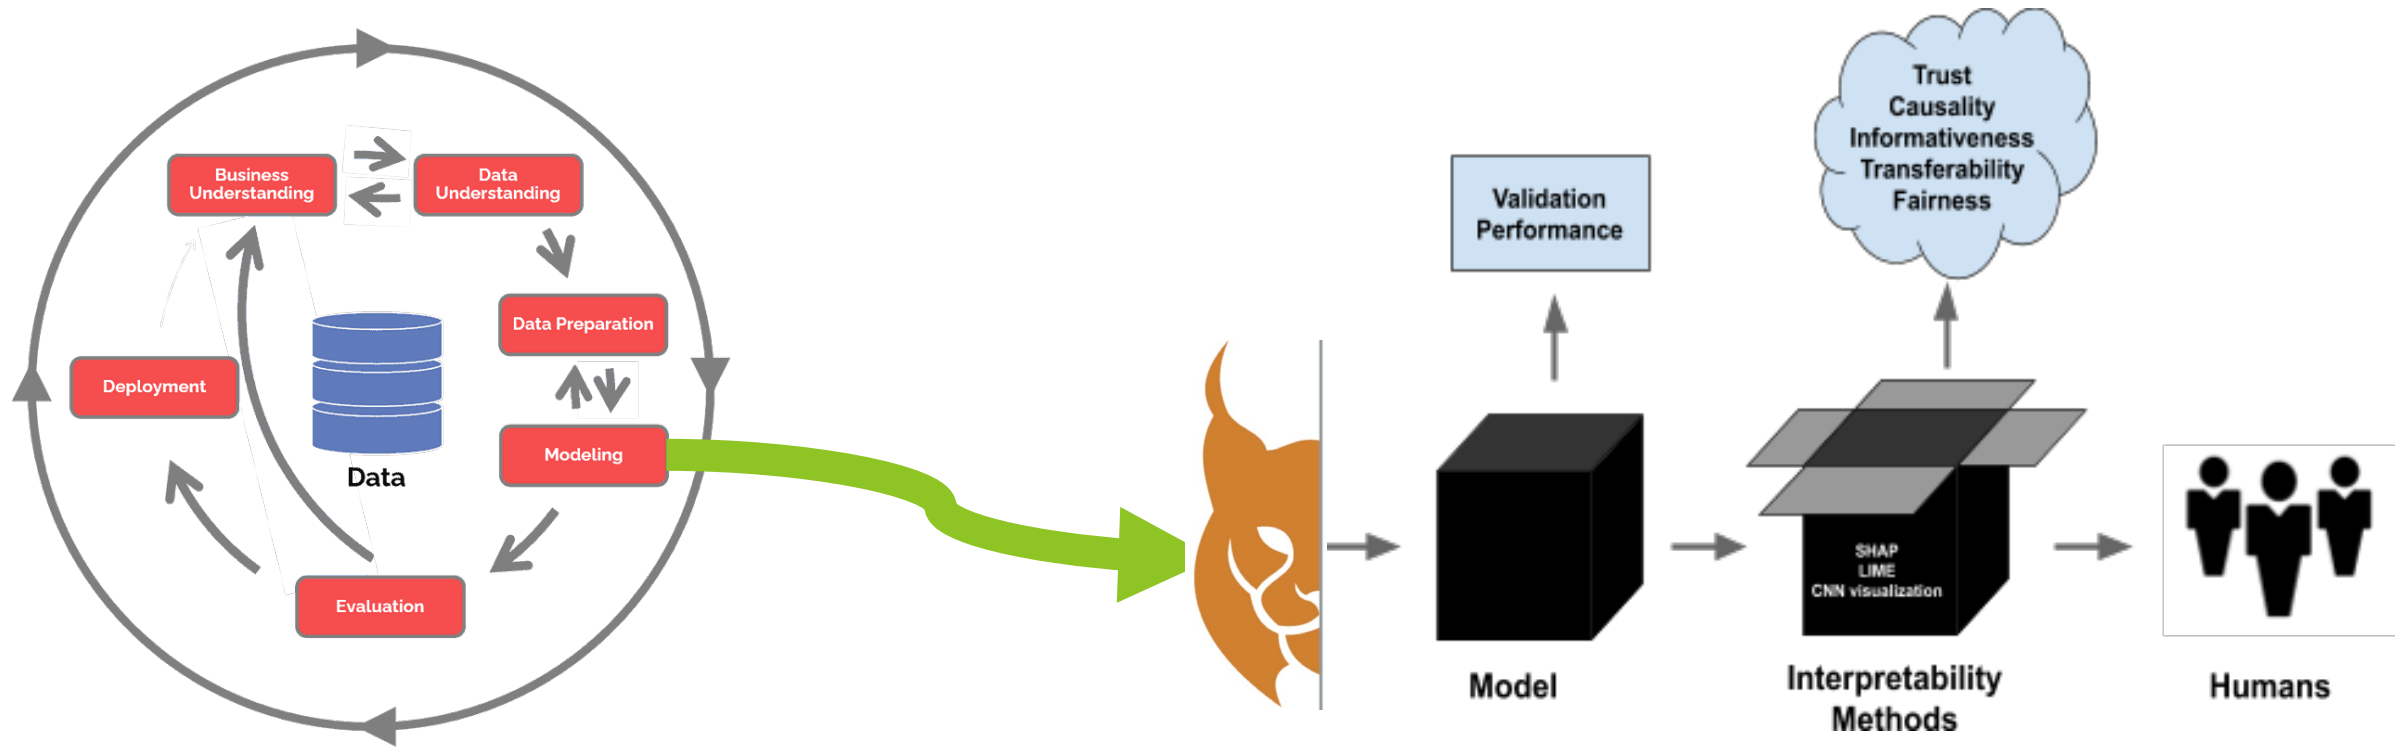 Business
Understanding
Data
Understanding
Data Preparation
Deployment
Modeling
Data
Evaluation
Validation
Performance
Trust
Causality
Informativeness
Transferability
Fairness
SHAP
LIME
CNN visualization
Model
Interpretability
Methods
Humans